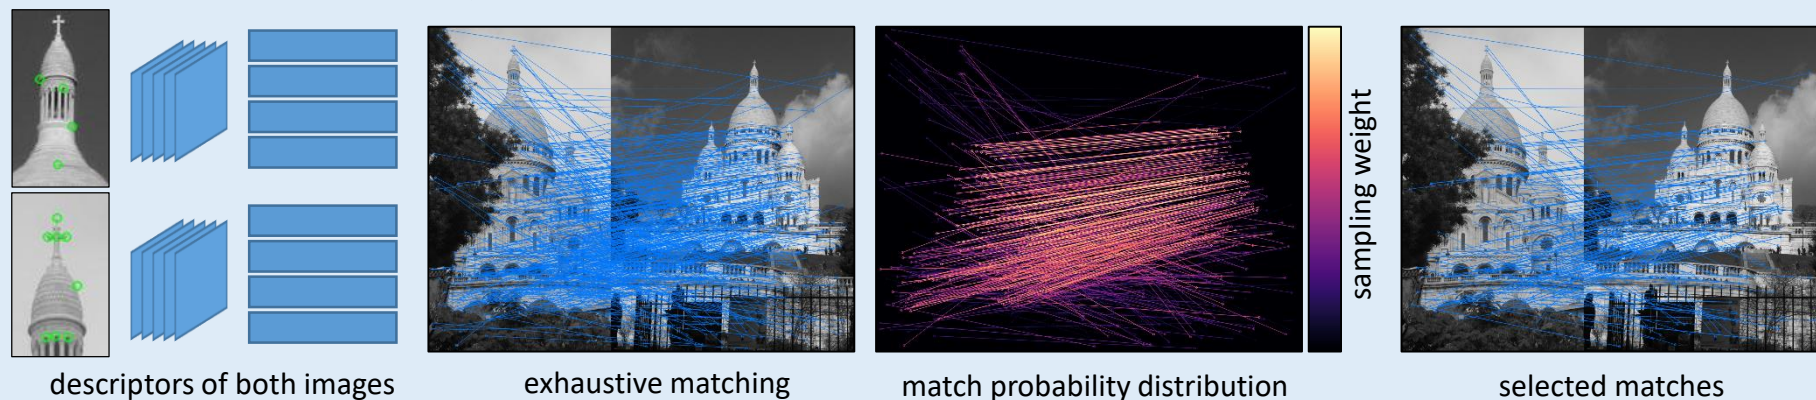 descriptors of both images
exhaustive matching
match probability distribution
sampling weight
selected matches